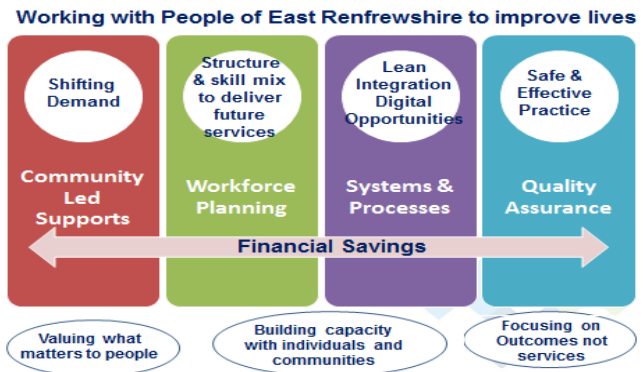 Working with People of East Renfrewshire to improve lives
Shifting
Demand
Community
Led
Supports
Structure
& skill mix
to deliver
future
services
Workforce
Planning
Lean
Integration
Digital
Opportunities
Systems &
Processes
Safe &
Effective
Practice
Quality
Assurance
Financial Savings
Valuing what
matters to people
Building capacity
with individuals and
communities
Focusing on
Outcomes not
services